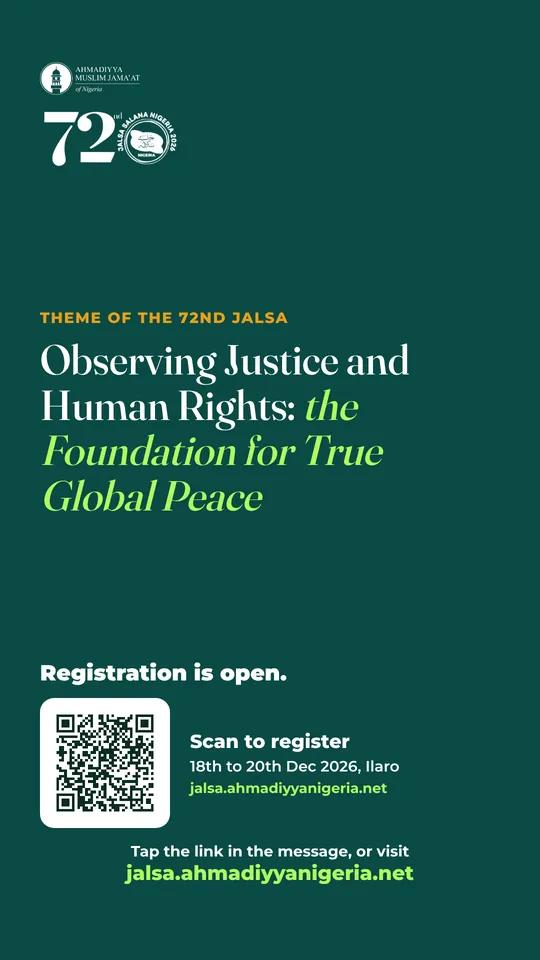 AHMADIYYA
MUSLIM JAMA'AT
of Nigeria
72nd
JALSA SALANA NIGERIA 2026
NIGERIA
THEME OF THE 72ND JALSA
Observing Justice and
Human Rights: the
Foundation for True
Global Peace
Registration is open.
Scan to register
18th to 20th Dec 2026, Ilaro
jalsa.ahmadiyyanigeria.net
Tap the link in the message, or visit
jalsa.ahmadiyyanigeria.net